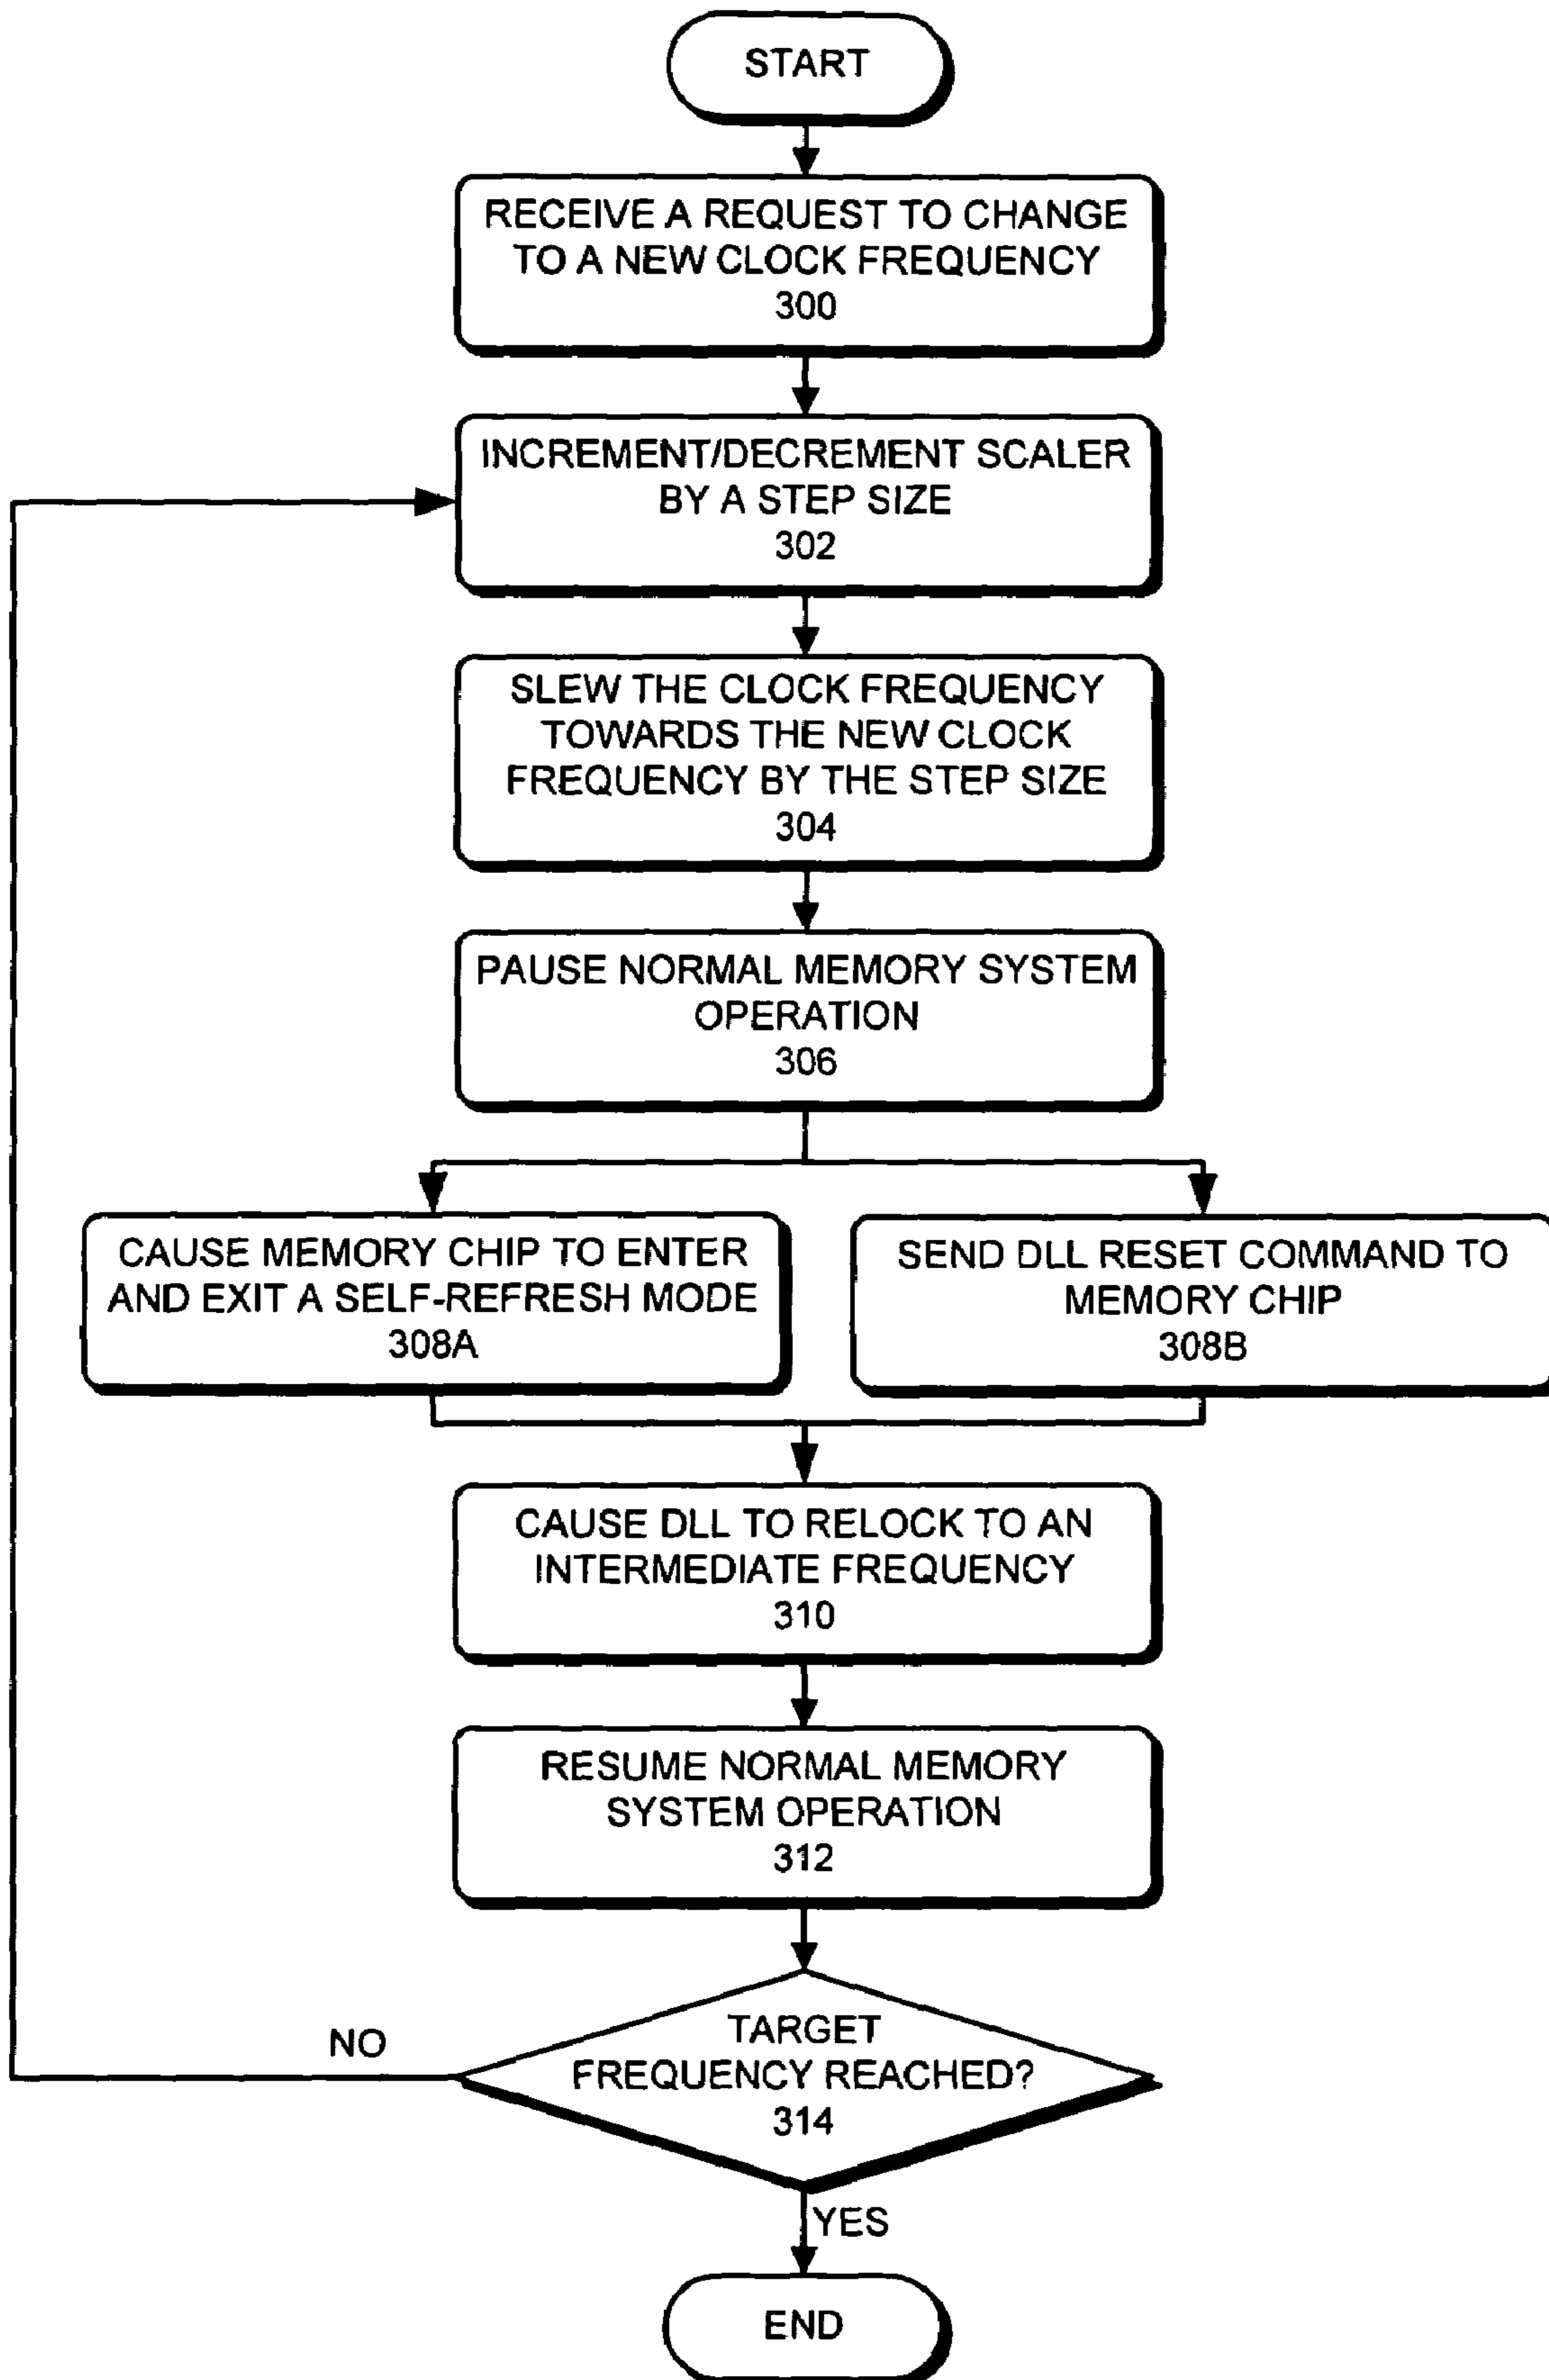 START
RECEIVE A REQUEST TO CHANGE
TO A NEW CLOCK FREQUENCY
300
INCREMENT/DECREMENT SCALER
BY A STEP SIZE
302
SLEW THE CLOCK FREQUENCY
TOWARDS THE NEW CLOCK
FREQUENCY BY THE STEP SIZE
304
PAUSE NORMAL MEMORY SYSTEM
OPERATION
306
CAUSE MEMORY CHIP TO ENTER
AND EXIT A SELF-REFRESH MODE
308A
SEND DLL RESET COMMAND TO
MEMORY CHIP
308B
CAUSE DLL TO RELOCK TO AN
INTERMEDIATE FREQUENCY
310
RESUME NORMAL MEMORY
SYSTEM OPERATION
312
TARGET
FREQUENCY REACHED?
314
NO
YES
END